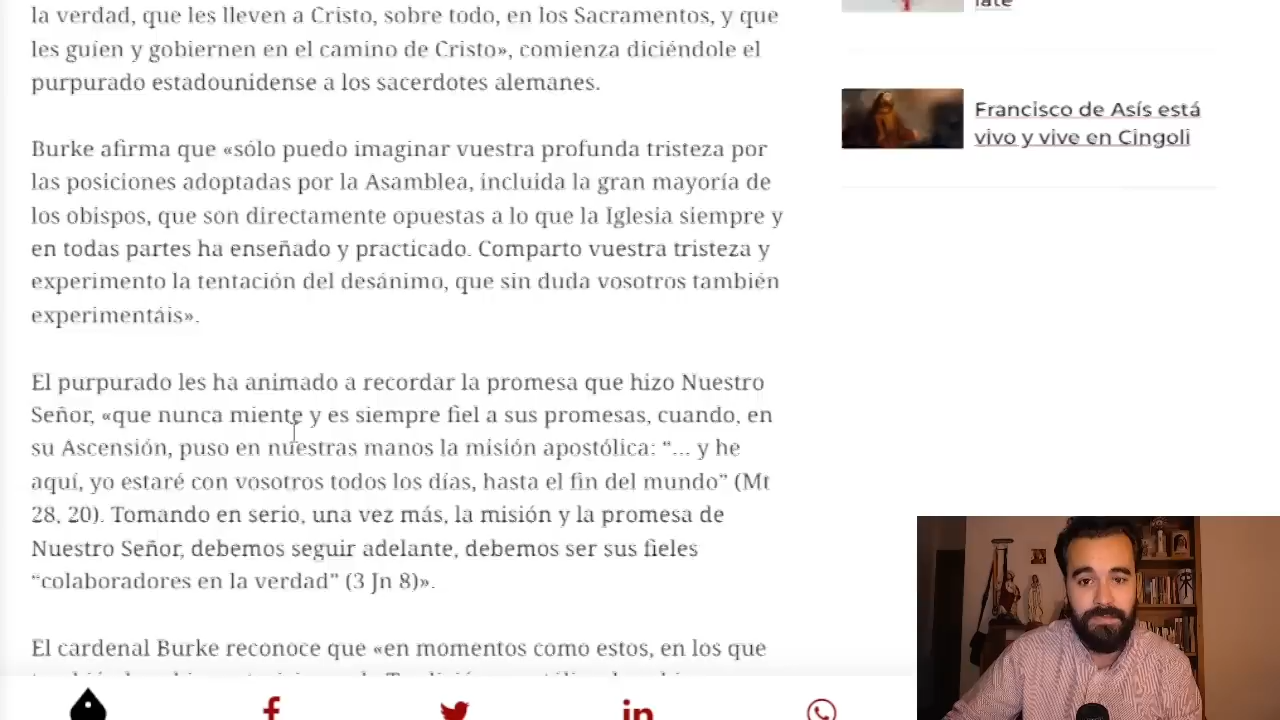 la verdad, que les lleven a Cristo, sobre todo, en los Sacramentos, y que
les guíen y gobiernen en el camino de Cristo», comienza diciéndole el
purpurado estadounidense a los sacerdotes alemanes.
Burke afirma que «sólo puedo imaginar vuestra profunda tristeza por
las posiciones adoptadas por la Asamblea, incluida la gran mayoría de
los obispos, que son directamente opuestas a lo que la Iglesia siempre y
en todas partes ha enseñado y practicado. Comparto vuestra tristeza y
experimento la tentación del desánimo, que sin duda vosotros también
experimentáis».
El purpurado les ha animado a recordar la promesa que hizo Nuestro
Señor, «que nunca miente y es siempre fiel a sus promesas, cuando, en
su Ascensión, puso en nuestras manos la misión apostólica: “... y he
aquí, yo estaré con vosotros todos los días, hasta el fin del mundo” (Mt
28, 20). Tomando en serio, una vez más, la misión y la promesa de
Nuestro Señor, debemos seguir adelante, debemos ser sus fieles
“colaboradores en la verdad” (3 Jn 8)».
El cardenal Burke reconoce que «en momentos como estos, en los que
Francisco de Asís está
vivo y vive en Cingoli